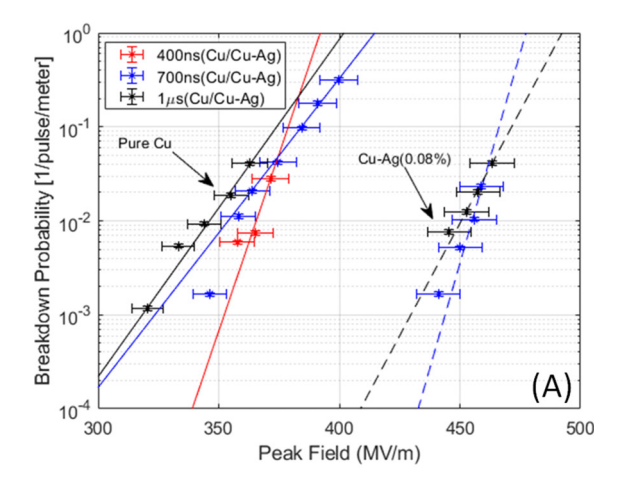 10^0
10^-1
10^-2
10^-3
10^-4
Breakdown Probability [1/pulse/meter]
400ns(Cu/Cu-Ag)
700ns(Cu/Cu-Ag)
1μs(Cu/Cu-Ag)
Pure Cu
Cu-Ag(0.08%)
(A)
300 350 400 450 500
Peak Field (MV/m)